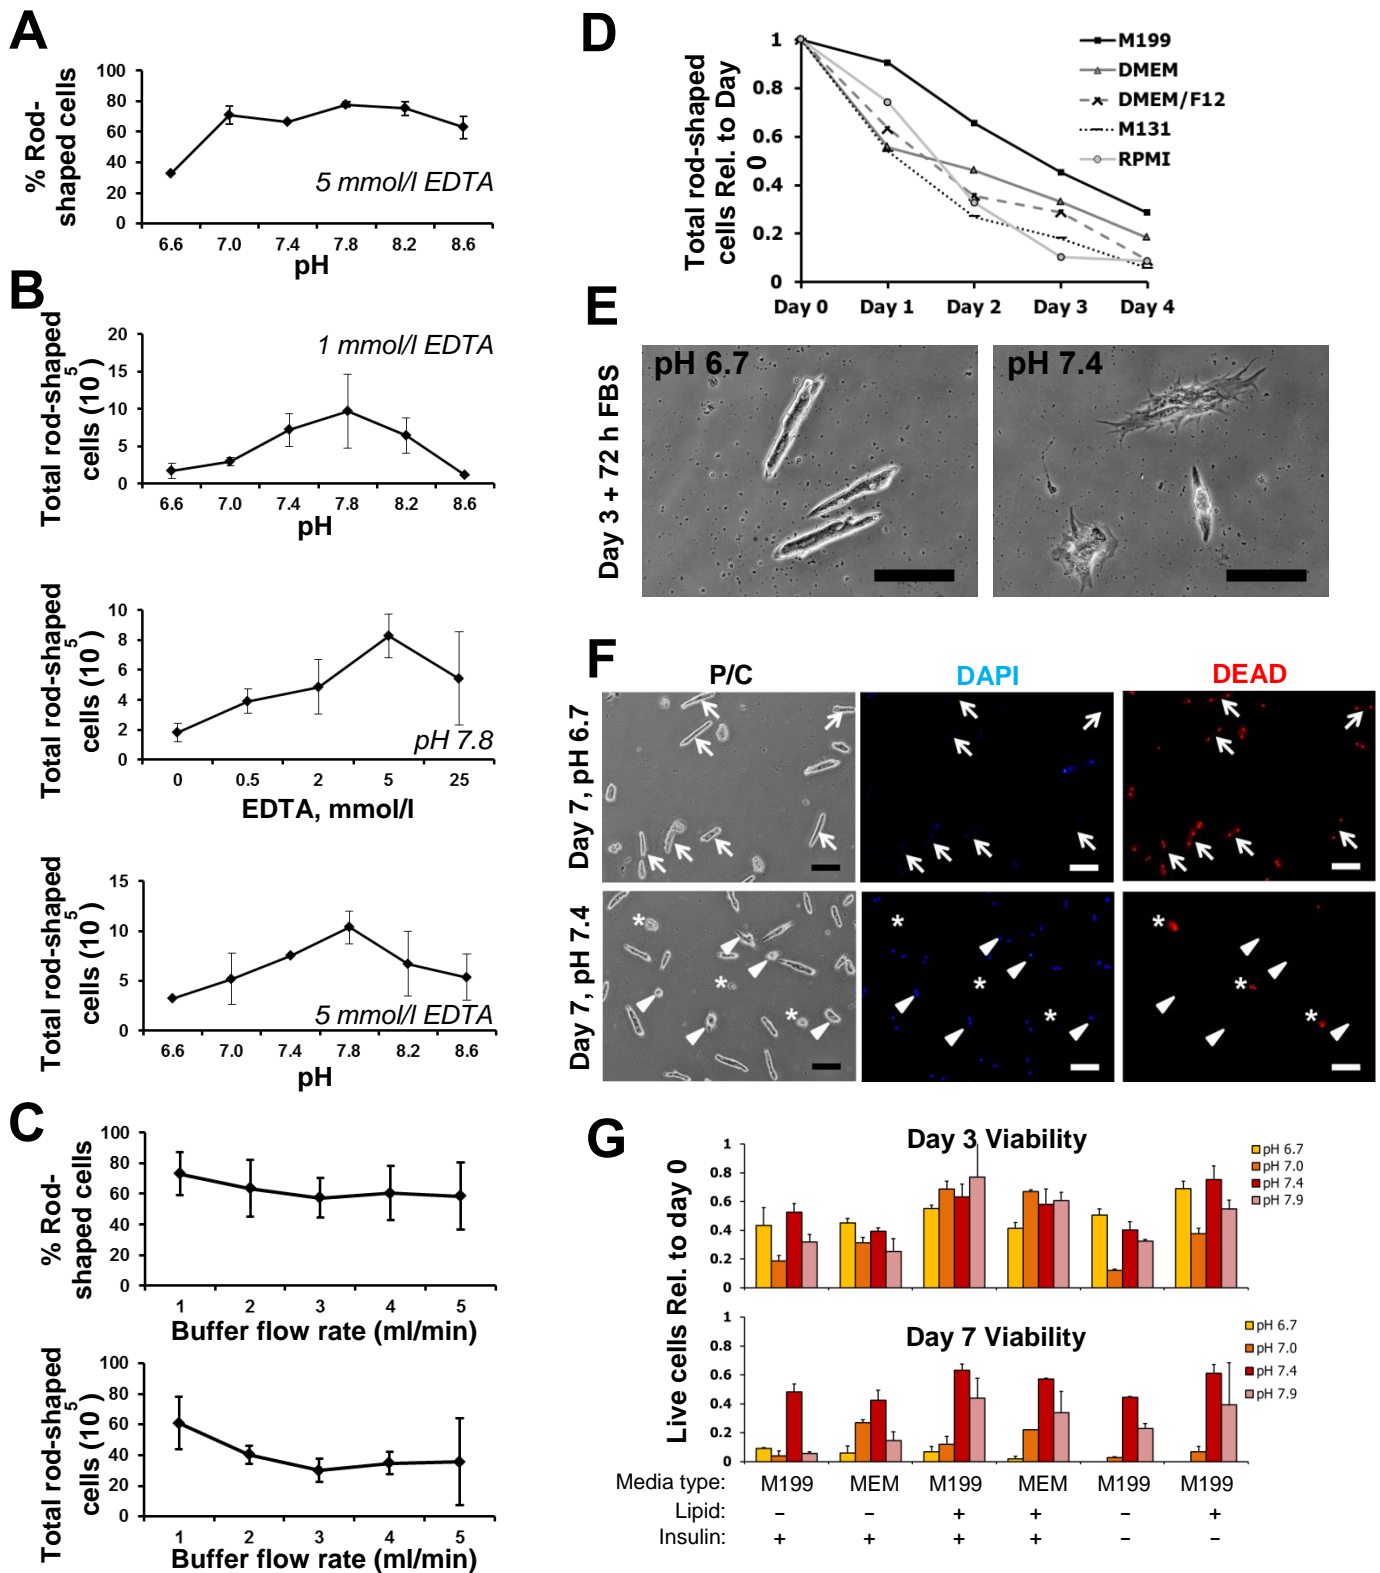 A
% Rod-
shaped cells
100
80
60
40
20
0
5 mmol/l EDTA
6.6 7.0 7.4 7.8 8.2 8.6
pH
B
Total rod-shaped
cells (10⁵)
20
15
10
5
0
1 mmol/l EDTA
6.6 7.0 7.4 7.8 8.2 8.6
pH
Total rod-shaped
cells (10⁵)
10
8
6
4
2
0
pH 7.8
0 0.5 2 5 25
EDTA, mmol/l
Total rod-shaped
cells (10⁵)
15
10
5
0
5 mmol/l EDTA
6.6 7.0 7.4 7.8 8.2 8.6
pH
C
% Rod-
shaped cells
100
80
60
40
20
0
1 2 3 4 5
Buffer flow rate (ml/min)
Total rod-shaped
cells (10⁵)
100
80
60
40
20
0
1 2 3 4 5
Buffer flow rate (ml/min)
D
Total rod-shaped
cells Rel. to Day
0
1
0.8
0.6
0.4
0.2
0
M199
DMEM
DMEM/F12
M131
RPMI
Day 0 Day 1 Day 2 Day 3 Day 4
E
Day 3 + 72 h FBS
pH 6.7
pH 7.4
F
P/C DAPI DEAD
Day 7, pH 6.7
Day 7, pH 7.4
* * *
* * *
* * *
G
Live cells Rel. to day 0
Day 3 Viability
1
0.8
0.6
0.4
0.2
0
pH 6.7
pH 7.0
pH 7.4
pH 7.9
Day 7 Viability
1
0.8
0.6
0.4
0.2
0
pH 6.7
pH 7.0
pH 7.4
pH 7.9
Media type: M199 MEM M199 MEM M199 M199
Lipid: – – + + – +
Insulin: + + + + – –